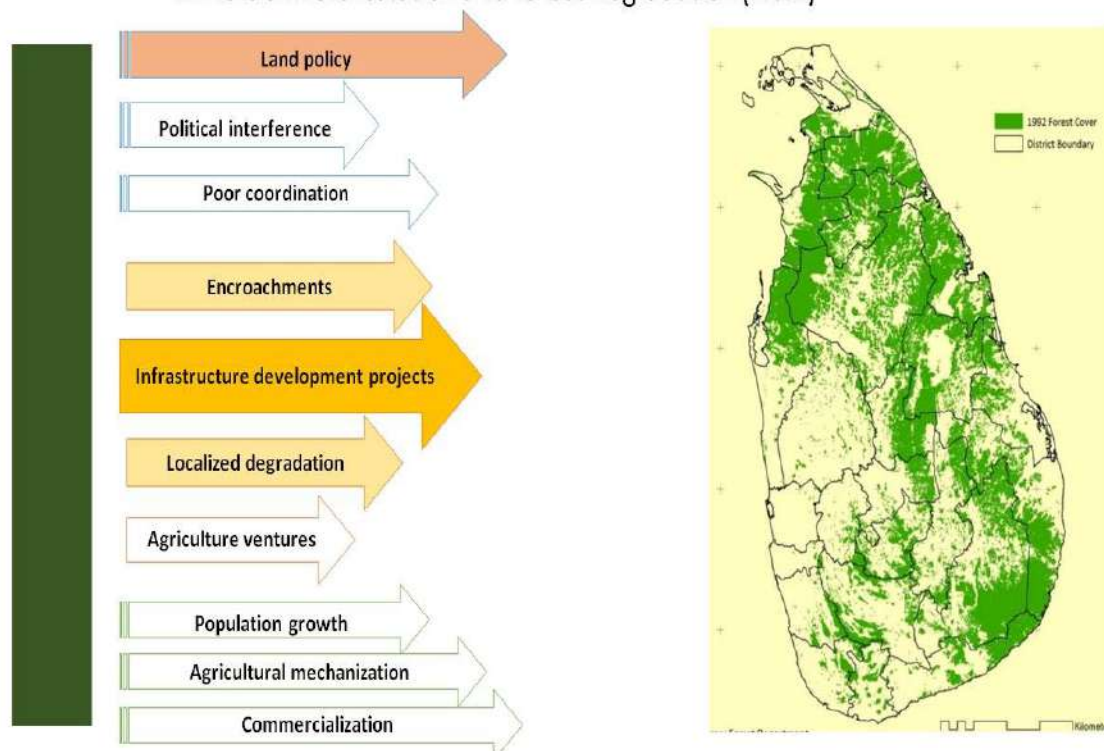 Land policy
Political interference
Poor coordination
Encroachments
Infrastructure development projects
Localized degradation
Agriculture ventures
Population growth
Agricultural mechanization
Commercialization
1992 Forest Cover
District Boundary
Kilomet